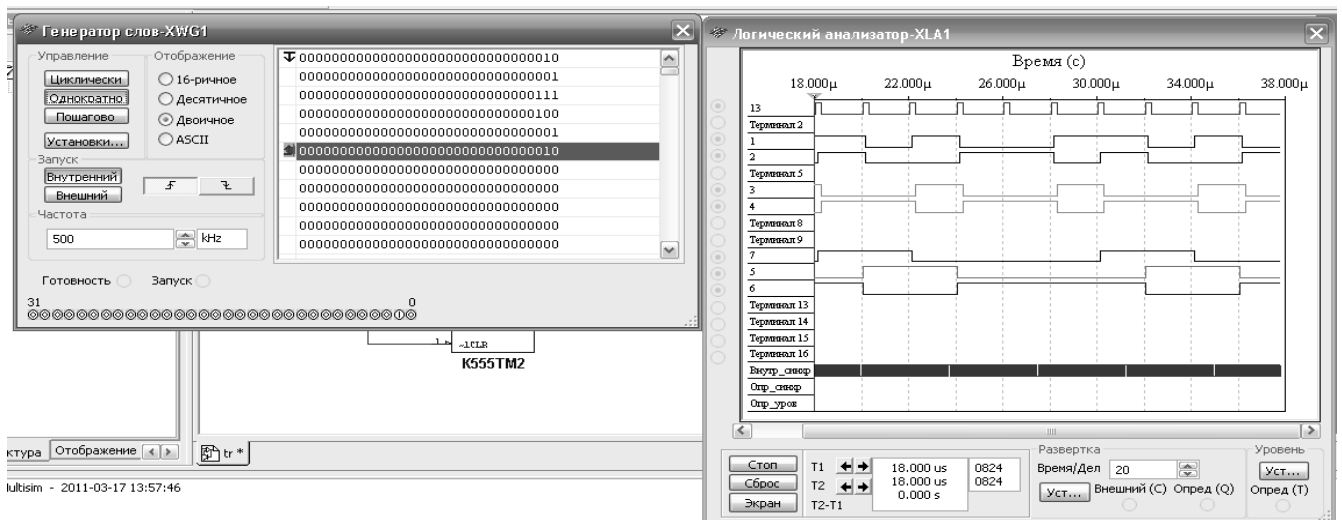 Генератор слов-XWG1
Управление
Циклически
Однократно
Пошагово
Установки...
Отображение
16-ричное
Десятичное
Двоичное
ASCII
Запуск
Внутренний
Внешний
Частота
500
kHz
Готовность
Запуск
31
0
00000000000000000000000000000010
00000000000000000000000000000001
00000000000000000000000000000111
00000000000000000000000000000100
00000000000000000000000000000001
00000000000000000000000000000010
00000000000000000000000000000000
00000000000000000000000000000000
00000000000000000000000000000000
00000000000000000000000000000000
00000000000000000000000000000000
1
~1CLR
K555TM2
ктура
Отображение
tr *
Multisim - 2011-03-17 13:57:46
Логический анализатор-XLA1
Время (с)
18.000µ 22.000µ 26.000µ 30.000µ 34.000µ 38.000µ
13
Терминал 2
1
2
Терминал 5
3
4
Терминал 8
Терминал 9
7
5
6
Терминал 13
Терминал 14
Терминал 15
Терминал 16
Внутр_синхр
Опр_синхр
Опр_уров
Стоп
Сброс
Экран
T1
T2
T2-T1
18.000 us 0824
18.000 us 0824
0.000 s
Развертка
Время/Дел 20
Уст...
Внешний (C)
Опред (Q)
Уровень
Уст...
Опред (T)